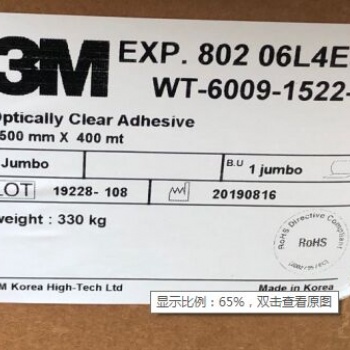 3M
EXP. 802 06L4E
WT-6009-1522-
Optically Clear Adhesive
500 mm X 400 mt
Jumbo
B.U 1 jumbo
LOT 19228- 108 20190816
weight : 330 kg
RoHS Directive Compliant
RoHS
M Korea High-Tech Ltd
Made in Korea
显示比例：65%，双击查看原图